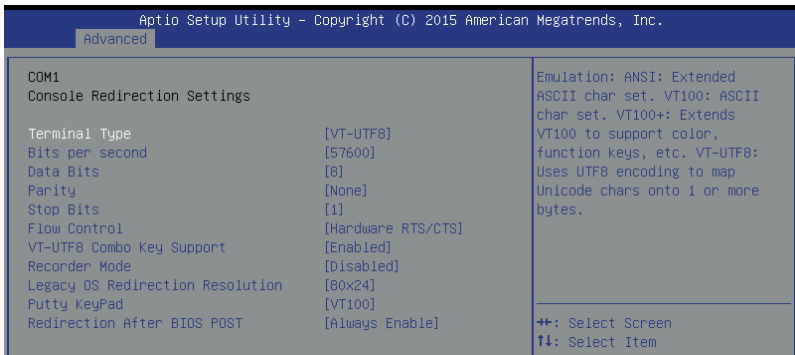 Aptio Setup Utility – Copyright (C) 2015 American Megatrends, Inc.
Advanced
COM1
Console Redirection Settings
Terminal Type [VT-UTF8]
Bits per second [57600]
Data Bits [8]
Parity [None]
Stop Bits [1]
Flow Control [Hardware RTS/CTS]
VT-UTF8 Combo Key Support [Enabled]
Recorder Mode [Disabled]
Legacy OS Redirection Resolution [80x24]
Putty KeyPad [VT100]
Redirection After BIOS POST [Always Enable]
Emulation: ANSI: Extended
ASCII char set. VT100: ASCII
char set. VT100+: Extends
VT100 to support color,
function keys, etc. VT-UTF8:
Uses UTF8 encoding to map
Unicode chars onto 1 or more
bytes.
→←: Select Screen
↑↓: Select Item